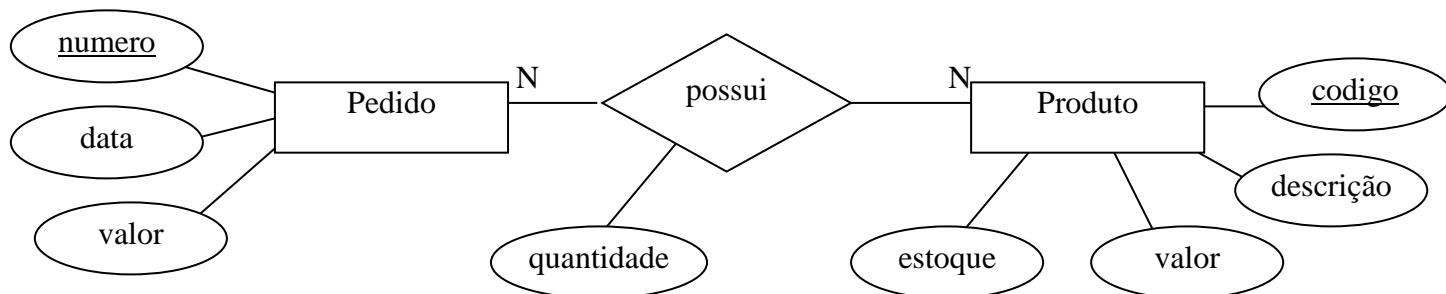 numero
N
N
Pedido
possui
Produto
codigo
data
descrição
valor
quantidade
estoque
valor